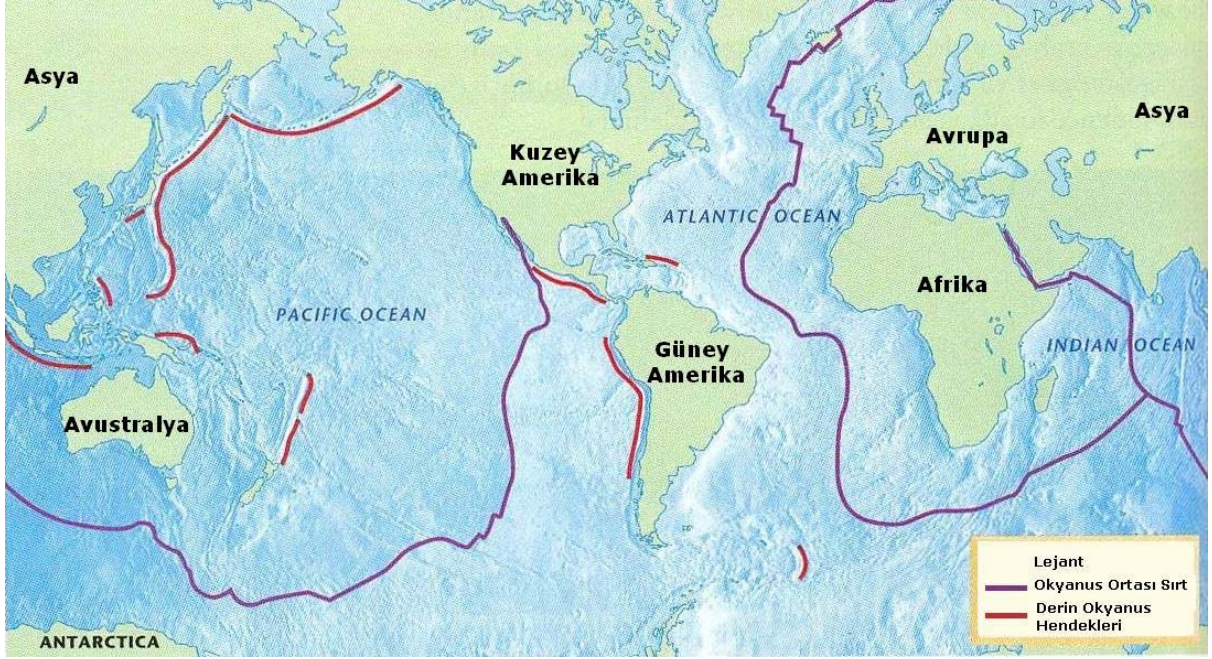 Asya
Kuzey
Amerika
Avrupa
Asya
ATLANTIC OCEAN
Afrika
PACIFIC OCEAN
INDIAN OCEAN
Güney
Amerika
Avustralya
Lejant
Okyanus Ortası Sırt
Derin Okyanus
Hendekleri
ANTARCTICA